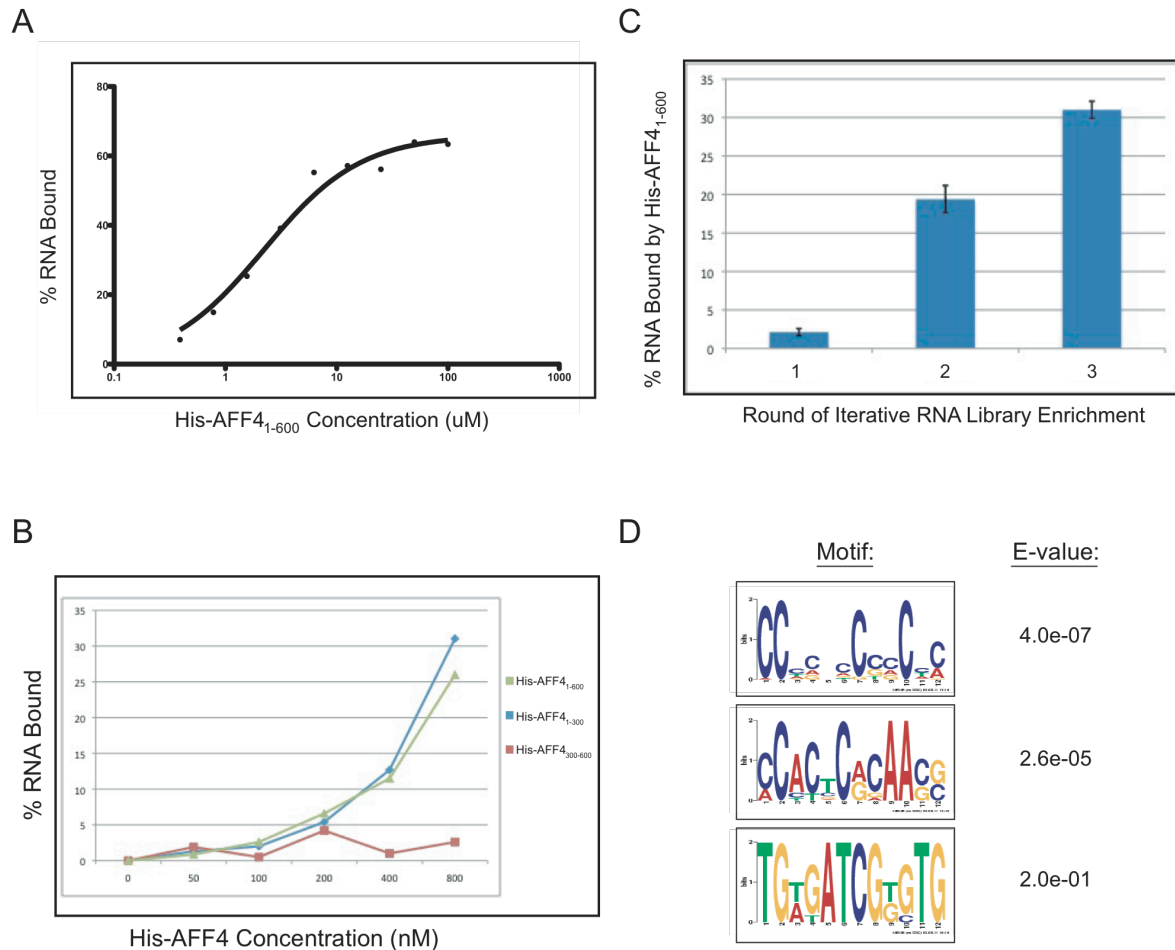 A
80
60
40
20
0
0.1 1 10 100 1000
% RNA Bound
His-AFF4₁₋₆₀₀ Concentration (uM)
B
35
30
25
20
15
10
5
0
0 50 100 200 400 800
% RNA Bound
His-AFF4₁₋₆₀₀
His-AFF4₁₋₃₀₀
His-AFF4₃₀₀₋₆₀₀
His-AFF4 Concentration (nM)
C
35
30
25
20
15
10
5
0
1 2 3
% RNA Bound by His-AFF4₁₋₆₀₀
Round of Iterative RNA Library Enrichment
D
Motif: E-value:
4.0e-07
2.6e-05
2.0e-01